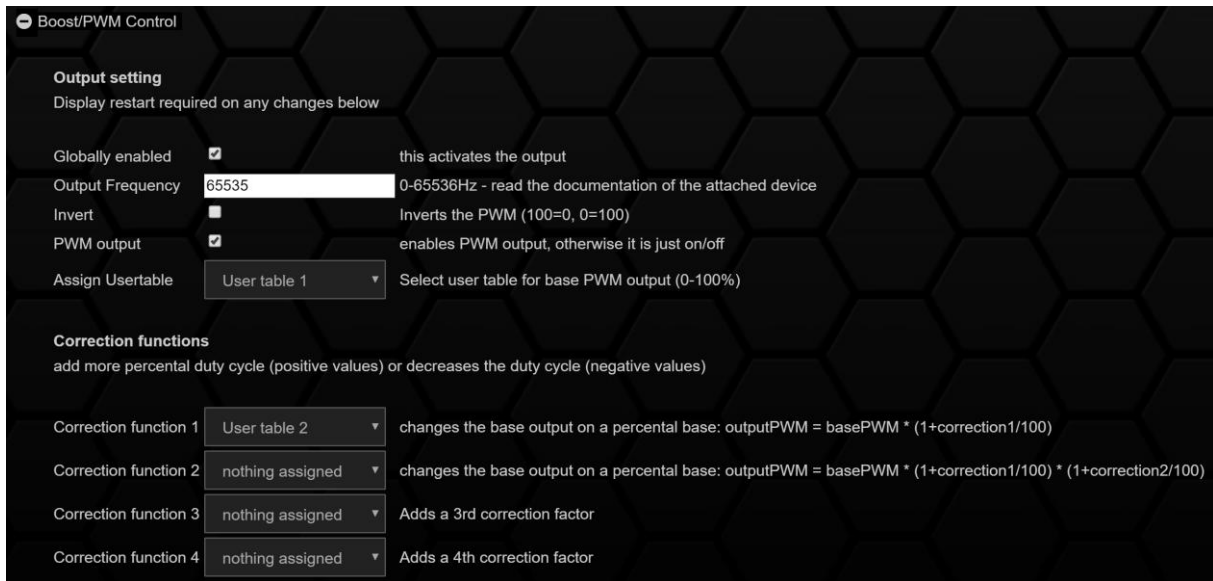 Boost/PWM Control
Output setting
Display restart required on any changes below
Globally enabled this activates the output
Output Frequency 65535 0-65536Hz - read the documentation of the attached device
Invert Inverts the PWM (100=0, 0=100)
PWM output enables PWM output, otherwise it is just on/off
Assign Usertable User table 1 Select user table for base PWM output (0-100%)
Correction functions
add more percental duty cycle (positive values) or decreases the duty cycle (negative values)
Correction function 1 User table 2 changes the base output on a percental base: outputPWM = basePWM * (1+correction1/100)
Correction function 2 nothing assigned changes the base output on a percental base: outputPWM = basePWM * (1+correction1/100) * (1+correction2/100)
Correction function 3 nothing assigned Adds a 3rd correction factor
Correction function 4 nothing assigned Adds a 4th correction factor